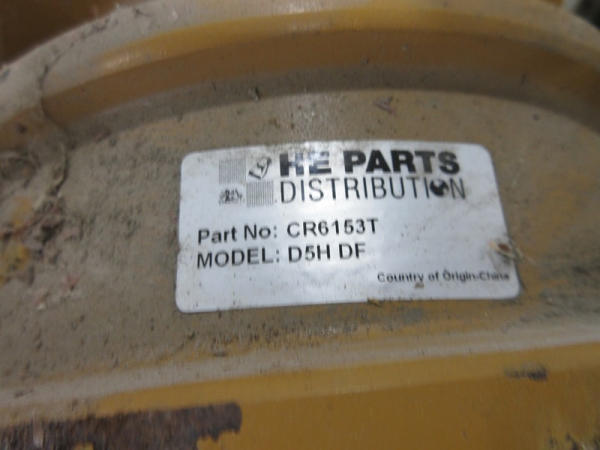 HE PARTS
DISTRIBUTION
Part No: CR6153T
MODEL: D5H DF
Country of Origin-China